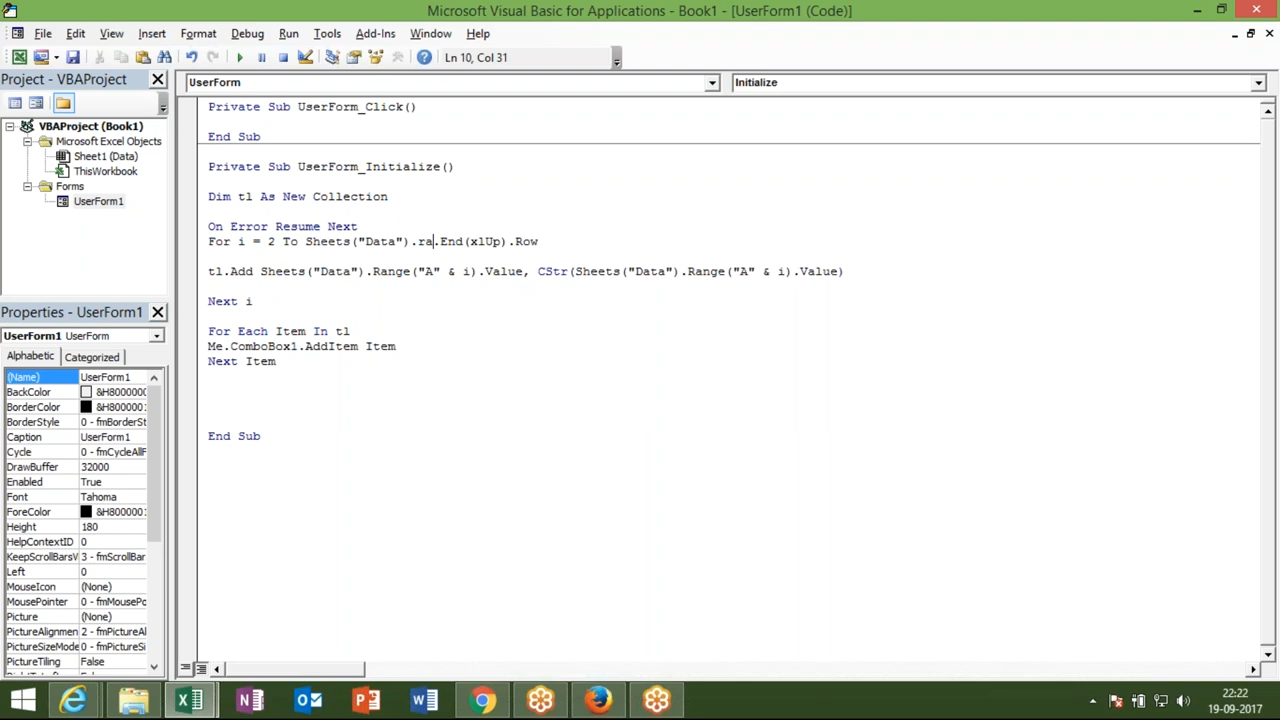 Microsoft Visual Basic for Applications - Book1 - [UserForm1 (Code)]
File Edit View Insert Format Debug Run Tools Add-Ins Window Help
Ln 10, Col 31
Project - VBAProject
UserForm
Initialize
VBAProject (Book1)
Microsoft Excel Objects
Sheet1 (Data)
ThisWorkbook
Forms
UserForm1
Private Sub UserForm_Click()
End Sub
Private Sub UserForm_Initialize()
Dim tl As New Collection
On Error Resume Next
For i = 2 To Sheets("Data").ra.End(xlUp).Row
tl.Add Sheets("Data").Range("A" & i).Value, CStr(Sheets("Data").Range("A" & i).Value)
Next i
For Each Item In tl
Me.ComboBox1.AddItem Item
Next Item
End Sub
Properties - UserForm1
UserForm1 UserForm
Alphabetic Categorized
(Name) UserForm1
BackColor &H8000000
BorderColor &H8000001
BorderStyle 0 - fmBorderSt
Caption UserForm1
Cycle 0 - fmCycleAllF
DrawBuffer 32000
Enabled True
Font Tahoma
ForeColor &H8000001
Height 180
HelpContextID 0
KeepScrollBarsV 3 - fmScrollBar
Left 0
MouseIcon (None)
MousePointer 0 - fmMousePo
Picture (None)
PictureAlignmen 2 - fmPictureAl
PictureSizeMode 0 - fmPictureSi
PictureTiling False
22:22
19-09-2017